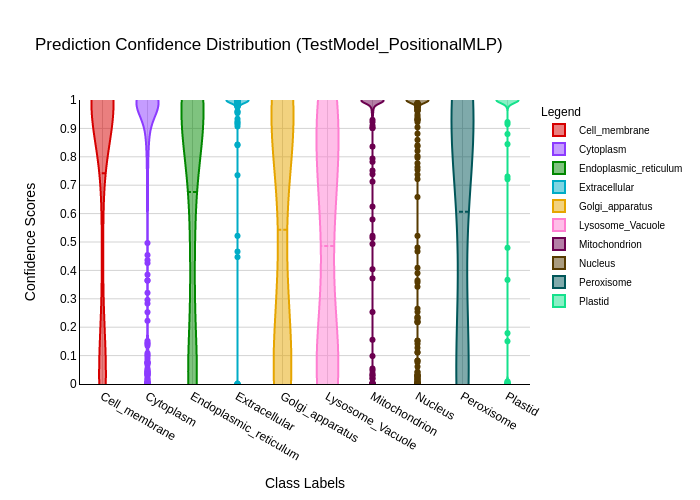 Prediction Confidence Distribution (TestModel_PositionalMLP)
Legend
Cell_membrane
Cytoplasm
Endoplasmic_reticulum
Extracellular
Golgi_apparatus
Lysosome_Vacuole
Mitochondrion
Nucleus
Peroxisome
Plastid
Confidence Scores
1
0.9
0.8
0.7
0.6
0.5
0.4
0.3
0.2
0.1
0
Cell_membrane
Cytoplasm
Endoplasmic_reticulum
Extracellular
Golgi_apparatus
Lysosome_Vacuole
Mitochondrion
Nucleus
Peroxisome
Plastid
Class Labels